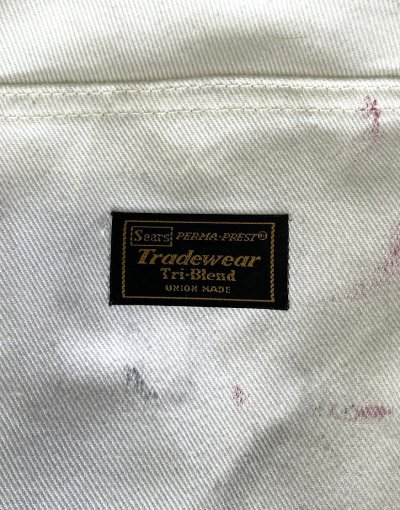 Sears PERMA-PREST®
Tradewear
Tri-Blend
UNION MADE